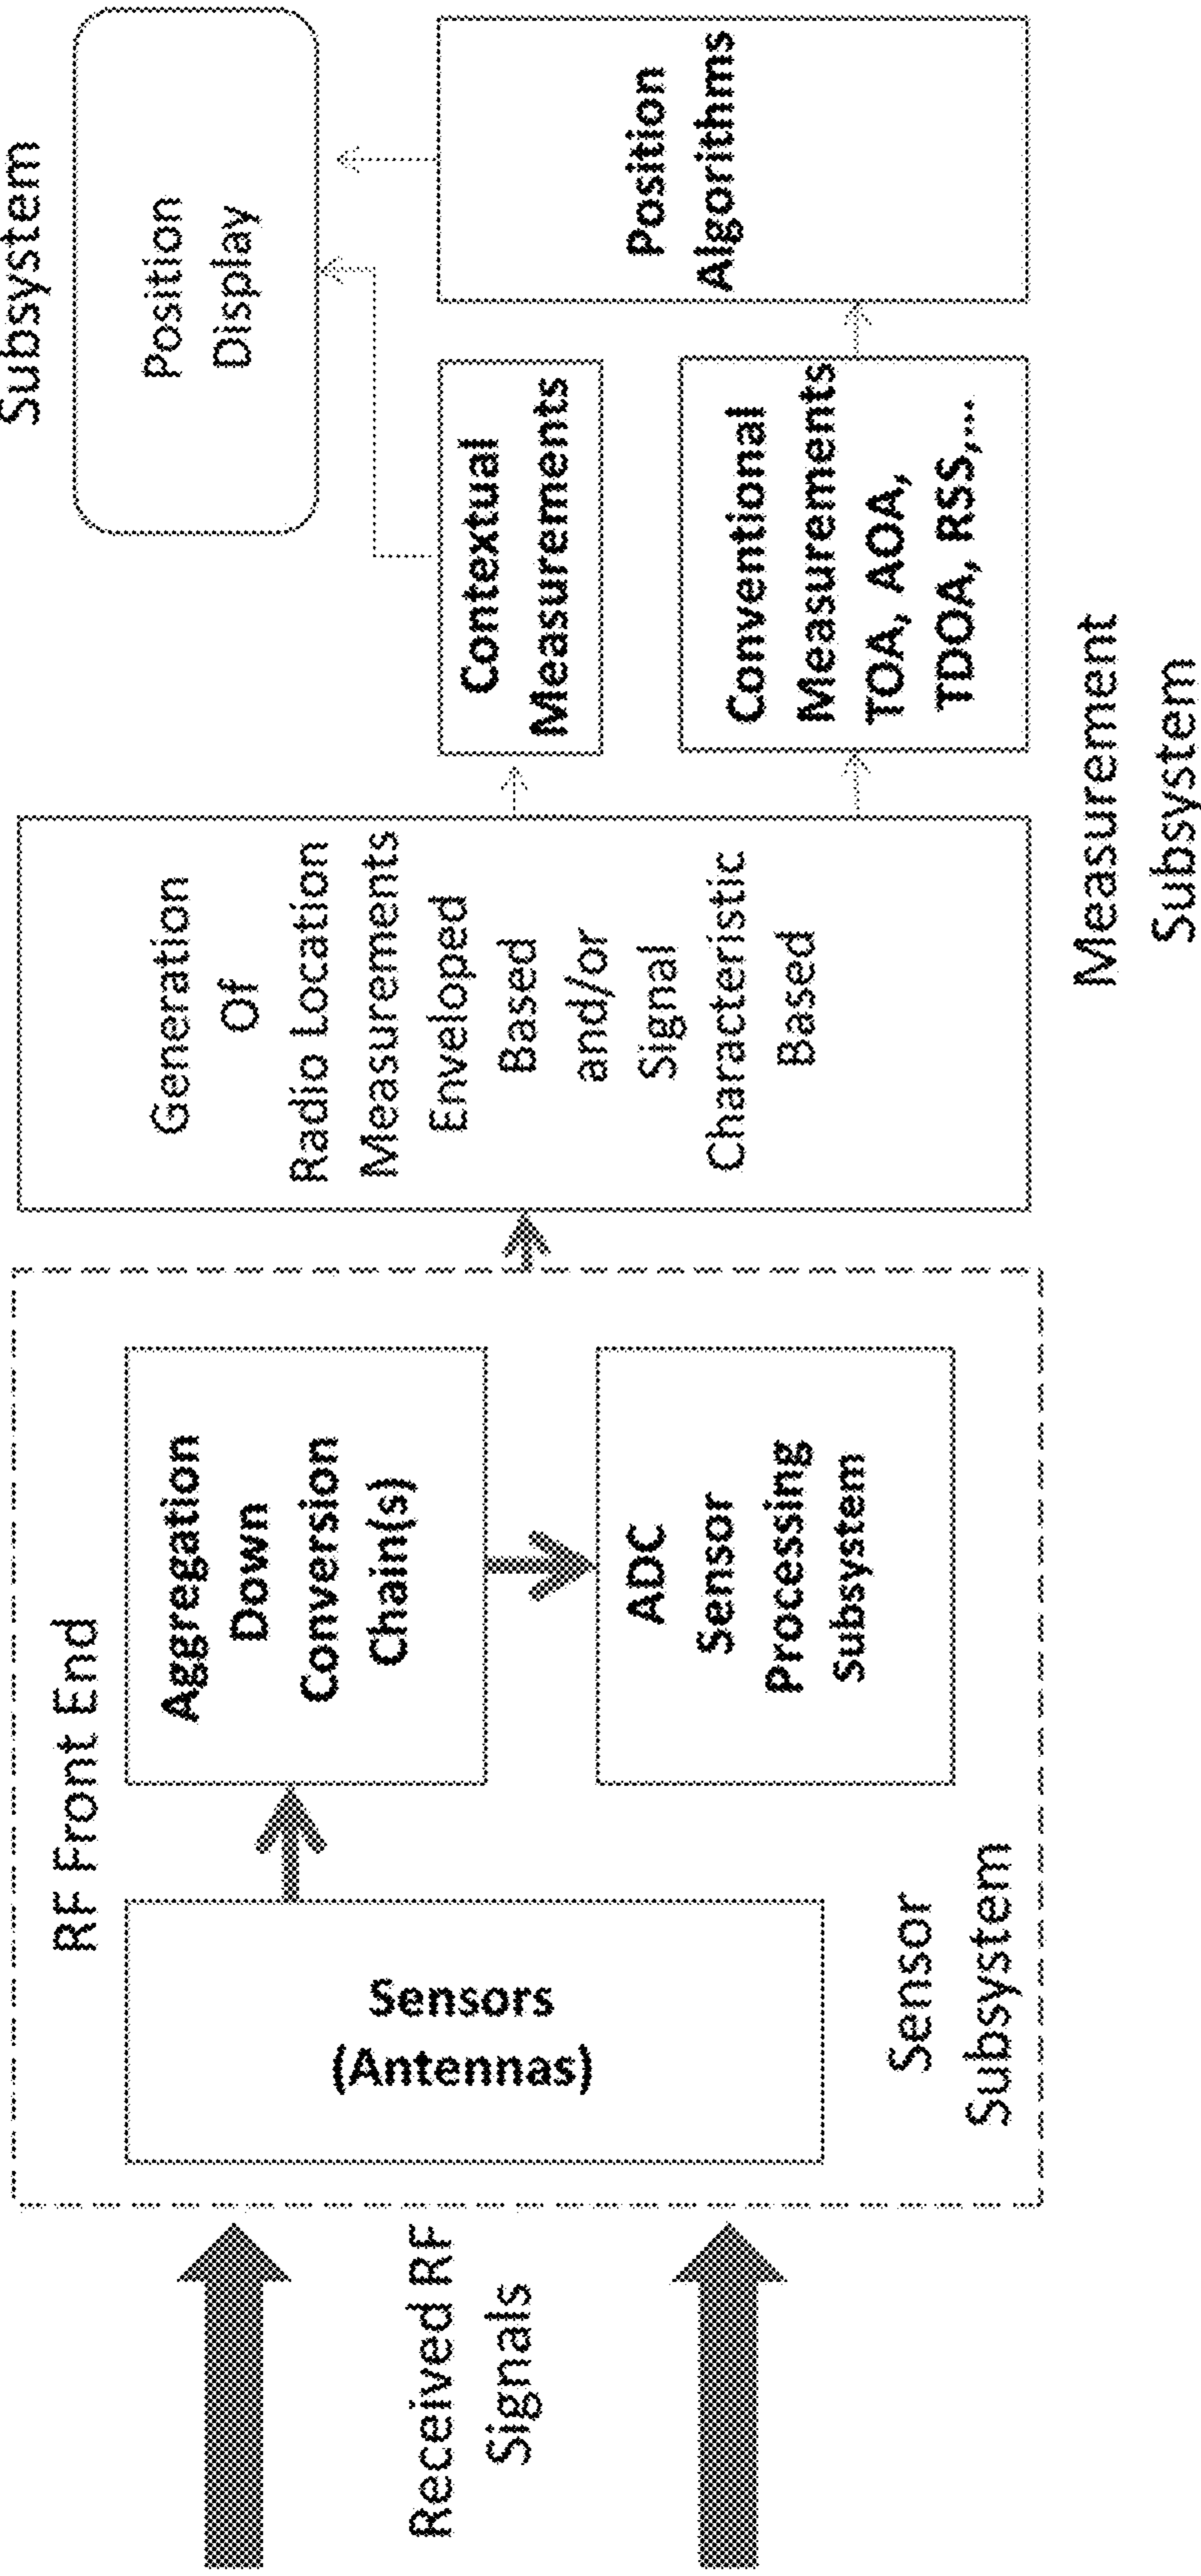 Received RF
Signals
RF Front End
Sensors
(Antennas)
Aggregation
Down
Conversion
Chain(s)
ADC
Sensor
Processing
Subsystem
Sensor
Subsystem
Generation
Of
Radio Location
Measurements
Enveloped
Based
and/or
Signal
Characteristic
Based
Contextual
Measurements
Conventional
Measurements
TOA, AOA,
TDOA, RSS,...
Measurement
Subsystem
Subsystem
Position
Display
Position
Algorithms